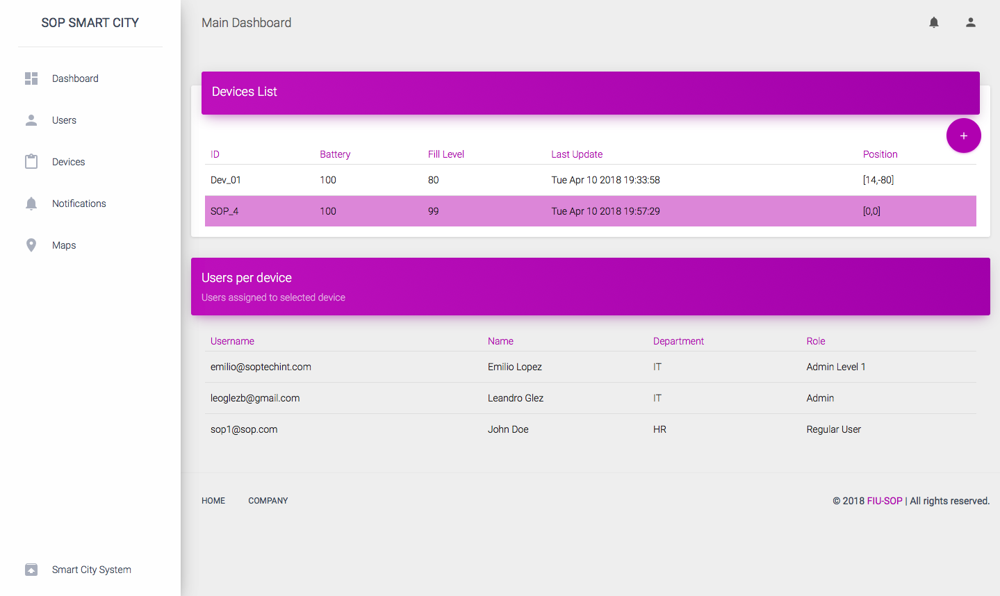 SOP SMART CITY
Dashboard
Users
Devices
Notifications
Maps
Smart City System
Main Dashboard
Devices List
+
ID Battery Fill Level Last Update Position
Dev_01 100 80 Tue Apr 10 2018 19:33:58 [14,-80]
SOP_4 100 99 Tue Apr 10 2018 19:57:29 [0,0]
Users per device
Users assigned to selected device
Username Name Department Role
emilio@soptechint.com Emilio Lopez IT Admin Level 1
leoglezb@gmail.com Leandro Glez IT Admin
sop1@sop.com John Doe HR Regular User
HOME COMPANY © 2018 FIU-SOP | All rights reserved.